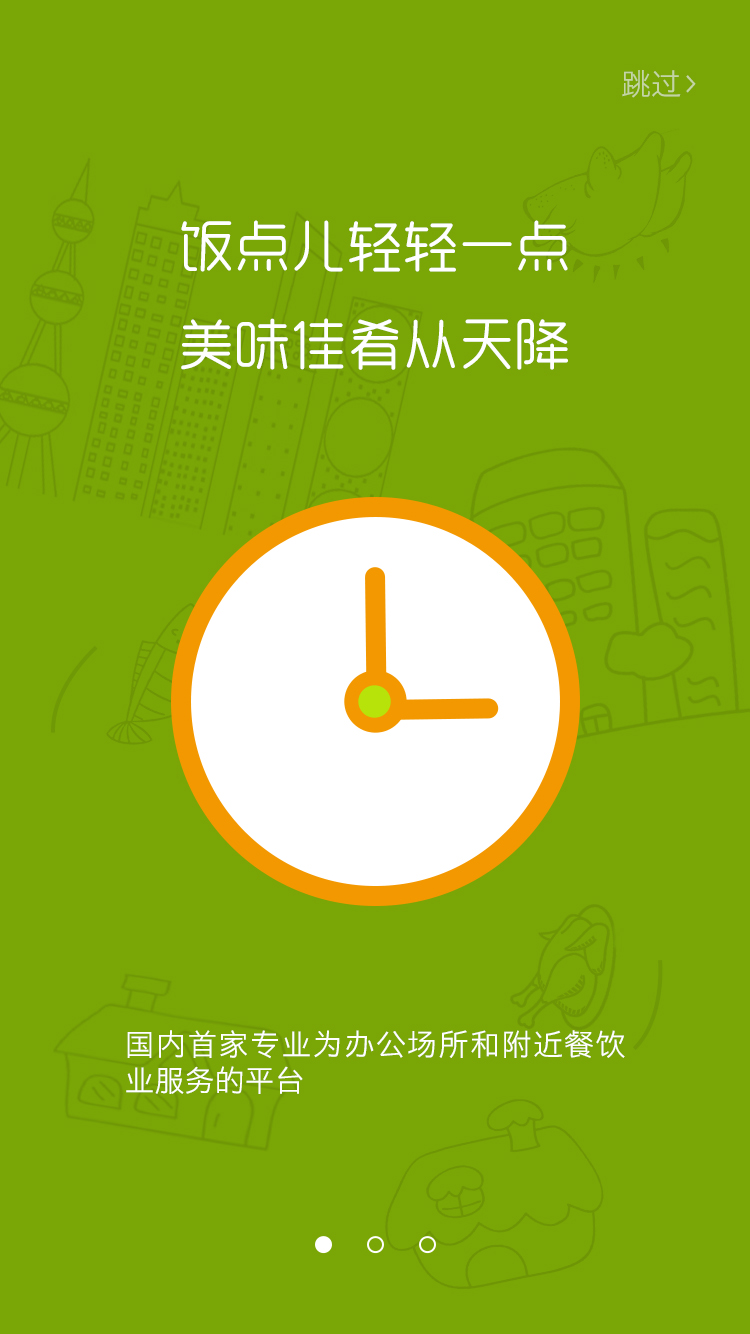 跳过
饭点儿轻轻一点
美味佳肴从天降
国内首家专业为办公场所和附近餐饮
业服务的平台